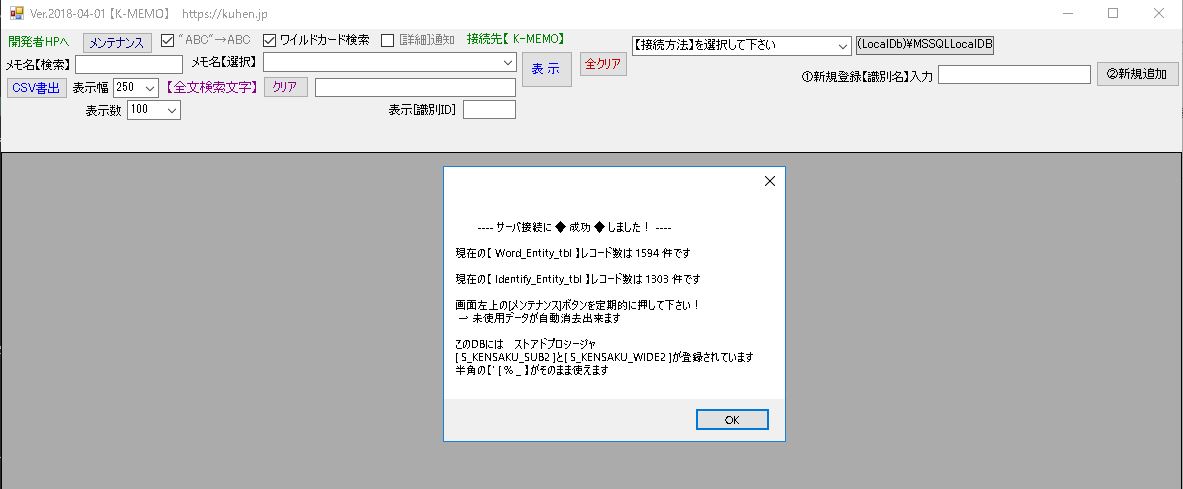 Ver.2018-04-01【K-MEMO】 https://kuhen.jp
開発者HPへ メンテナンス “ABC”→ABC ワイルドカード検索 [詳細]通知 接続先【 K-MEMO】 【接続方法】を選択して下さい (LocalDb)¥MSSQLLocalDB
メモ名【検索】 メモ名【選択】 表 示 全クリア
①新規登録【識別名】入力 ②新規追加
CSV書出 表示幅 250 【全文検索文字】 クリア
表示数 100 表示[識別ID]
---- サーバ接続に ◆ 成功 ◆ しました！ ----
現在の【 Word_Entity_tbl 】レコード数は 1594 件です
現在の【 Identify_Entity_tbl 】レコード数は 1303 件です
画面左上の[メンテナンス]ボタンを定期的に押して下さい！
→ 未使用データが自動消去出来ます
このDBには ストアドプロシージャ
[ S_KENSAKU_SUB2 ]と[ S_KENSAKU_WIDE2 ]が登録されています
半角の【 ' [ % _ 】がそのまま使えます
OK